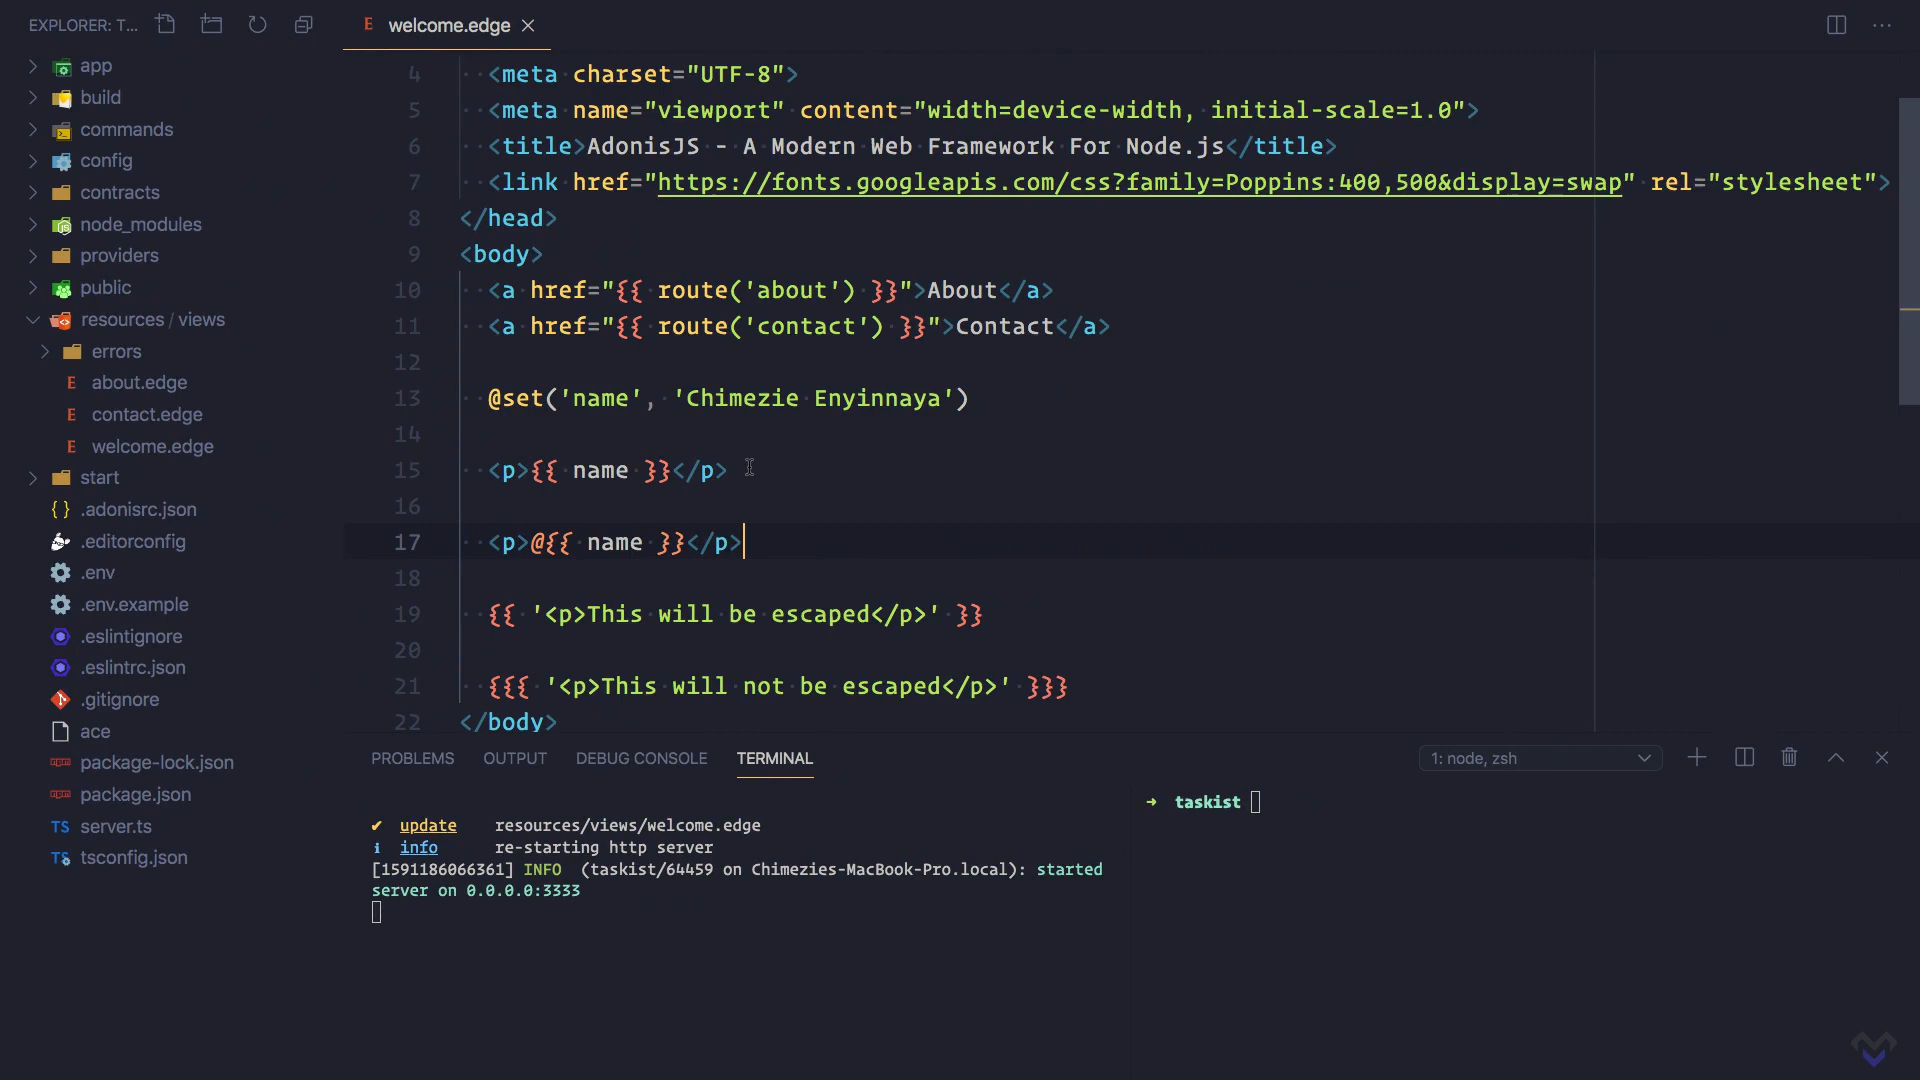 EXPLORER: T...
app
build
commands
config
contracts
node_modules
providers
public
resources / views
errors
E about.edge
E contact.edge
E welcome.edge
start
{ } .adonisrc.json
.editorconfig
.env
.env.example
.eslintignore
.eslintrc.json
.gitignore
ace
package-lock.json
package.json
TS server.ts
TS tsconfig.json
E welcome.edge
4 <meta charset="UTF-8">
5 <meta name="viewport" content="width=device-width, initial-scale=1.0">
6 <title>AdonisJS - A Modern Web Framework For Node.js</title>
7 <link href="https://fonts.googleapis.com/css?family=Poppins:400,500&display=swap" rel="stylesheet">
8 </head>
9 <body>
10 <a href="{{ route('about') }}">About</a>
11 <a href="{{ route('contact') }}">Contact</a>
12
13 @set('name', 'Chimezie Enyinnaya')
14
15 <p>{{ name }}</p>
16
17 <p>@{{ name }}</p>
18
19 {{ '<p>This will be escaped</p>' }}
20
21 {{{ '<p>This will not be escaped</p>' }}}
22 </body>
PROBLEMS OUTPUT DEBUG CONSOLE TERMINAL
1: node, zsh
✔ update resources/views/welcome.edge
ℹ info re-starting http server
[1591186066361] INFO (taskist/64459 on Chimezies-MacBook-Pro.local): started
server on 0.0.0.0:3333
➜ taskist